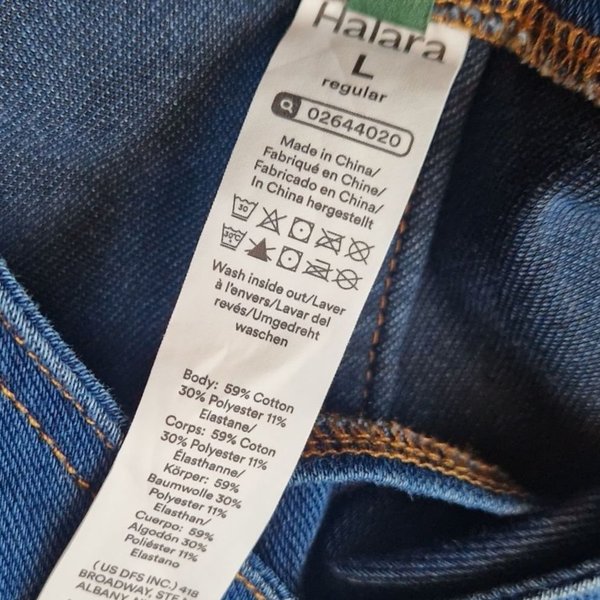 Halara
L
regular
02644020
Made in China/
Fabriqué en Chine/
Fabricado en China/
In China hergestellt
30
30°C
Wash inside out/Laver
à l'envers/Lavar del
revés/Umgedreht
waschen
Body: 59% Cotton
30% Polyester 11%
Elastane/
Corps: 59% Coton
30% Polyester 11%
Élasthanne/
Körper: 59%
Baumwolle 30%
Polyester 11%
Elasthan/
Cuerpo: 59%
Algodón 30%
Poliéster 11%
Elastano
( US DFS INC.) 418
BROADWAY, STE
ALBANY,